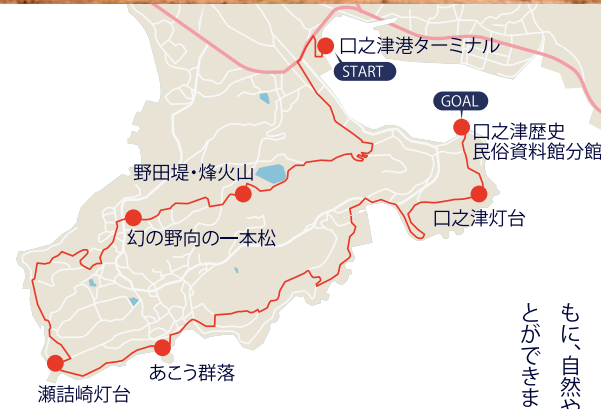 口之津港ターミナル
START
GOAL
口之津歴史
民俗資料館分館
野田堤・烽火山
口之津灯台
幻の野向の一本松
あこう群落
瀬詰崎灯台
もに、自然や
とができま